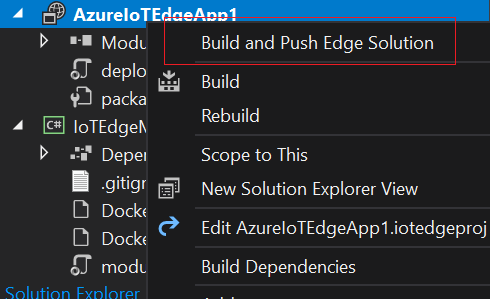 AzureIoTEdgeApp1
Build and Push Edge Solution
Modu
deplo
Build
packa
Rebuild
C# IoTEdgeM
Scope to This
Depe
.gitign
New Solution Explorer View
Docke
Edit AzureIoTEdgeApp1.iotedgeproj
Docke
modu
Build Dependencies
Solution Explorer